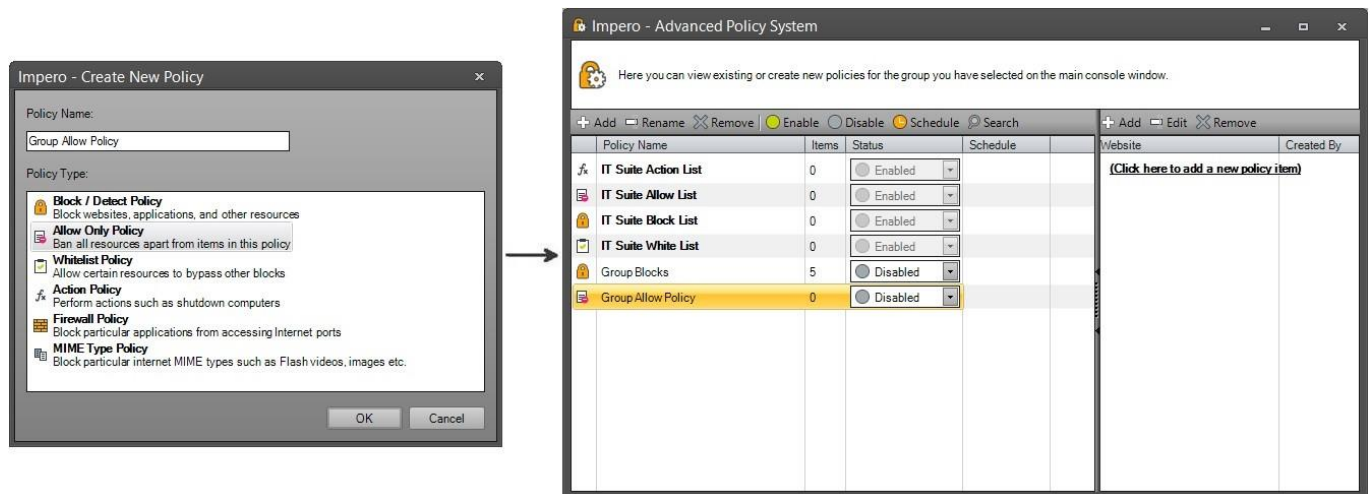 Impero - Create New Policy
Policy Name:
Group Allow Policy
Policy Type:
Block / Detect Policy
Block websites, applications, and other resources
Allow Only Policy
Ban all resources apart from items in this policy
Whitelist Policy
Allow certain resources to bypass other blocks
Action Policy
Perform actions such as shutdown computers
Firewall Policy
Block particular applications from accessing Internet ports
MIME Type Policy
Block particular internet MIME types such as Flash videos, images etc.
OK Cancel
Impero - Advanced Policy System
Here you can view existing or create new policies for the group you have selected on the main console window.
Add Rename Remove Enable Disable Schedule Search Add Edit Remove
Policy Name Items Status Schedule Website Created By
fx IT Suite Action List 0 Enabled (Click here to add a new policy item)
IT Suite Allow List 0 Enabled
IT Suite Block List 0 Enabled
IT Suite White List 0 Enabled
Group Blocks 5 Disabled
Group Allow Policy 0 Disabled